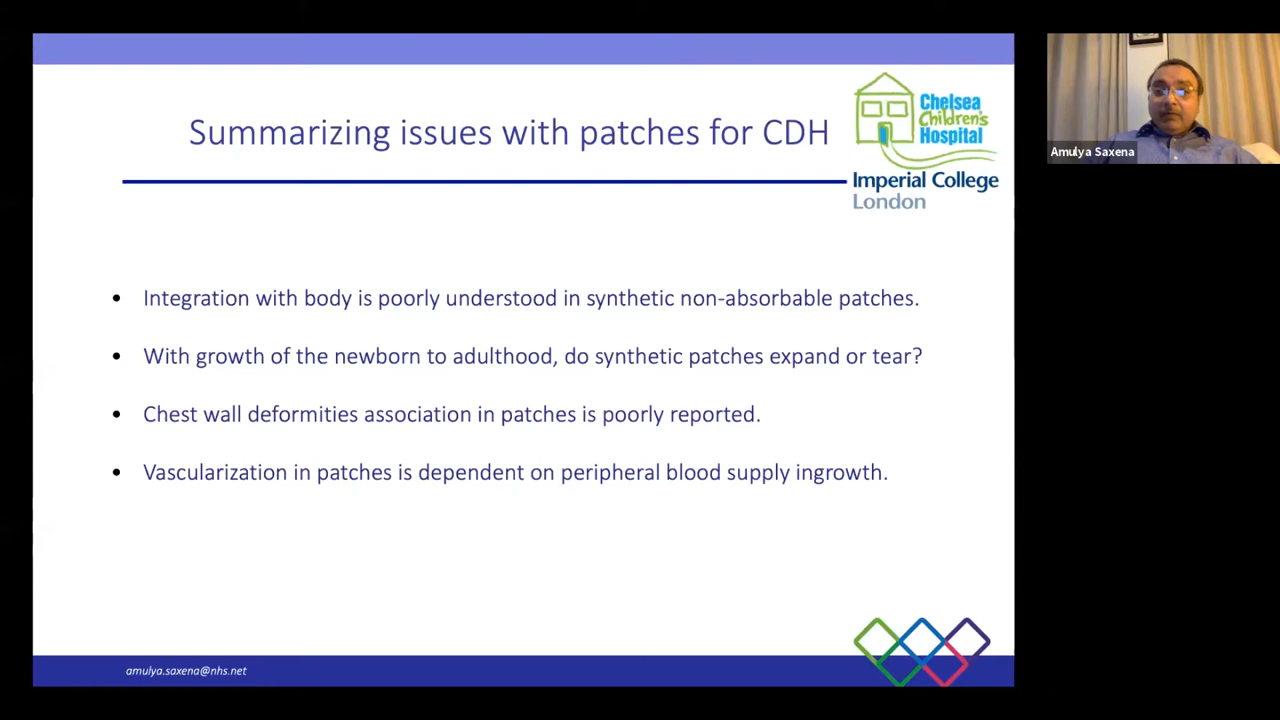 Summarizing issues with patches for CDH
Chelsea
Children's
Hospital
Imperial College
London
Amulya Saxena
• Integration with body is poorly understood in synthetic non-absorbable patches.
• With growth of the newborn to adulthood, do synthetic patches expand or tear?
• Chest wall deformities association in patches is poorly reported.
• Vascularization in patches is dependent on peripheral blood supply ingrowth.
amulya.saxena@nhs.net